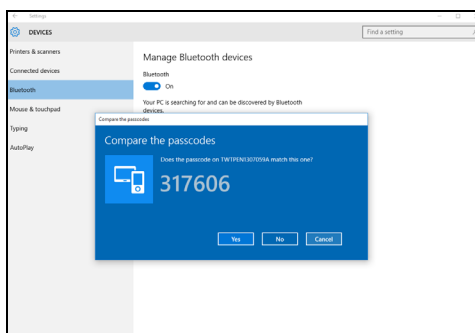 Settings
DEVICES
Find a setting
Printers & scanners
Connected devices
Bluetooth
Mouse & touchpad
Typing
AutoPlay
Manage Bluetooth devices
Bluetooth
On
Your PC is searching for and can be discovered by Bluetooth
devices.
Compare the passcodes
Compare the passcodes
Does the passcode on TWTPENI307059A match this one?
317606
Yes
No
Cancel